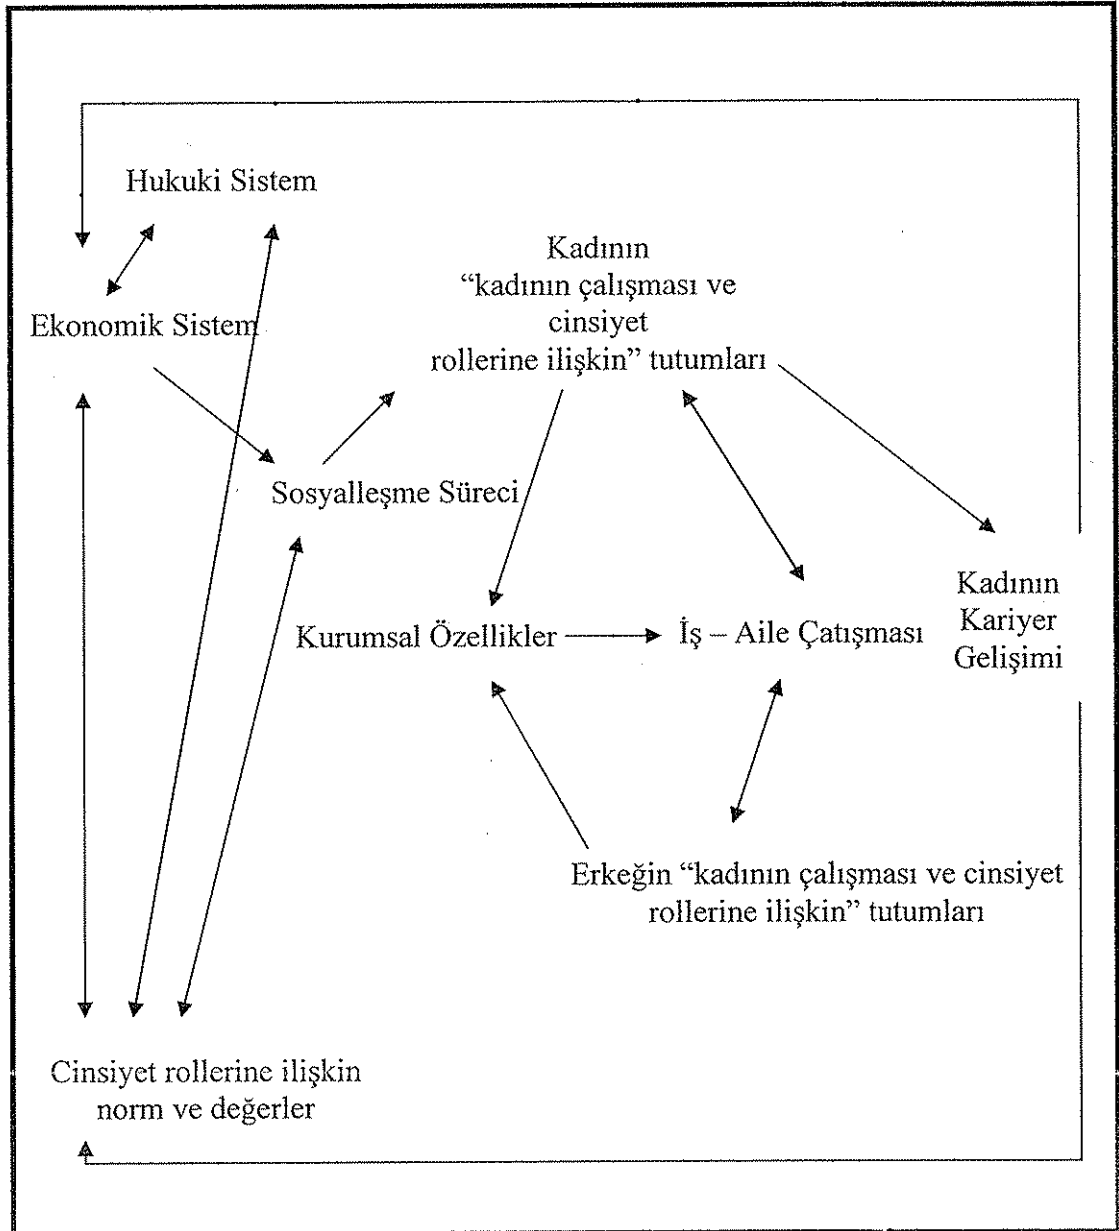 Hukuki Sistem
Kadının
“kadının çalışması ve
cinsiyet
rollerine ilişkin” tutumları
Ekonomik Sistem
Sosyalleşme Süreci
Kurumsal Özellikler
İş – Aile Çatışması
Kadının
Kariyer
Gelişimi
Erkeğin “kadının çalışması ve cinsiyet
rollerine ilişkin” tutumları
Cinsiyet rollerine ilişkin
norm ve değerler